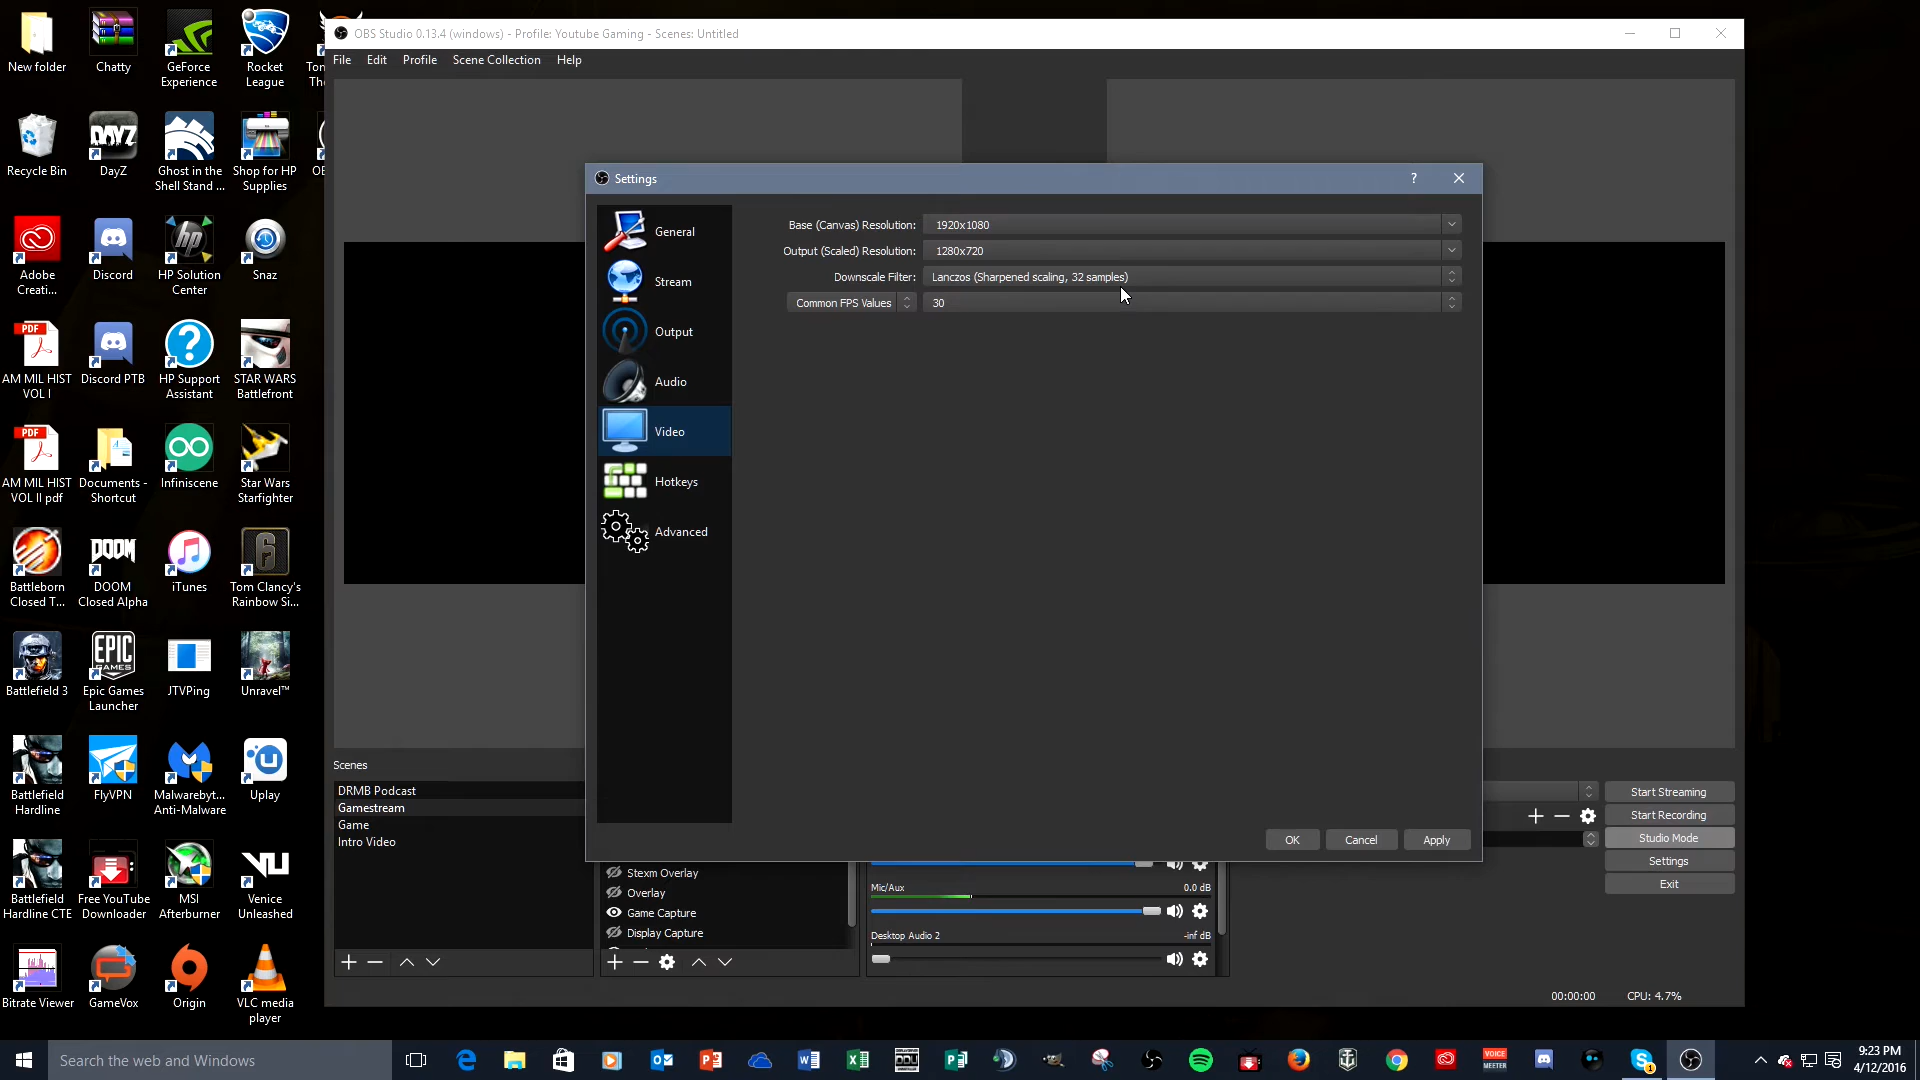 OBS Studio 0.13.4 (windows) - Profile: Youtube Gaming - Scenes: Untitled
File Edit Profile Scene Collection Help
New folder
Chatty
GeForce
Experience
Rocket
League
Recycle Bin
DAYZ
DayZ
Ghost in the
Shell Stand ...
Shop for HP
Supplies
Adobe
Creati...
Discord
HP Solution
Center
Snaz
PDF
AM MIL HIST
VOL I
Discord PTB
HP Support
Assistant
STAR WARS
Battlefront
PDF
AM MIL HIST
VOL II pdf
Documents -
Shortcut
Infiniscene
Star Wars
Starfighter
Battleborn
Closed T...
DOOM
DOOM
Closed Alpha
iTunes
Tom Clancy's
Rainbow Si...
Battlefield 3
EPIC
GAMES
Epic Games
Launcher
JTVPing
Unravel™
Battlefield
Hardline
FlyVPN
Malwarebyt...
Anti-Malware
Uplay
Battlefield
Hardline CTE
Free YouTube
Downloader
MSI
Afterburner
VU
Venice
Unleashed
Bitrate Viewer
GameVox
Origin
VLC media
player
Settings
?
General
Stream
Output
Audio
Video
Hotkeys
Advanced
Base (Canvas) Resolution: 1920x1080
Output (Scaled) Resolution: 1280x720
Downscale Filter: Lanczos (Sharpened scaling, 32 samples)
Common FPS Values 30
OK Cancel Apply
Scenes
DRMB Podcast
Gamestream
Game
Intro Video
Stexm Overlay
Overlay
Game Capture
Display Capture
Mic/Aux 0.0 dB
Desktop Audio 2 -inf dB
Start Streaming
Start Recording
Studio Mode
Settings
Exit
00:00:00 CPU: 4.7%
Search the web and Windows
VOICE
MEETER
9:23 PM
4/12/2016